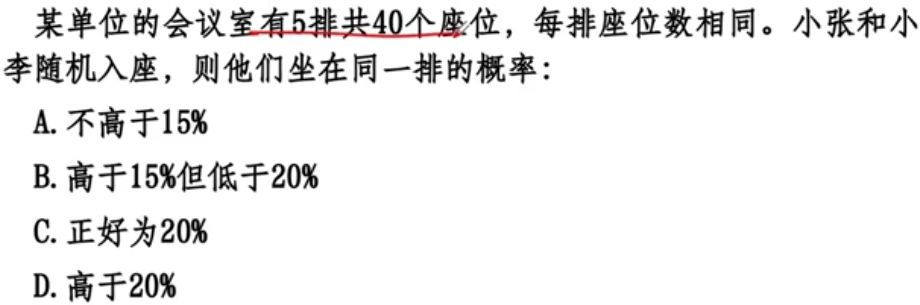 某单位的会议室有5排共40个座位，每排座位数相同。小张和小
李随机入座，则他们坐在同一排的概率：
A. 不高于15%
B. 高于15%但低于20%
C. 正好为20%
D. 高于20%